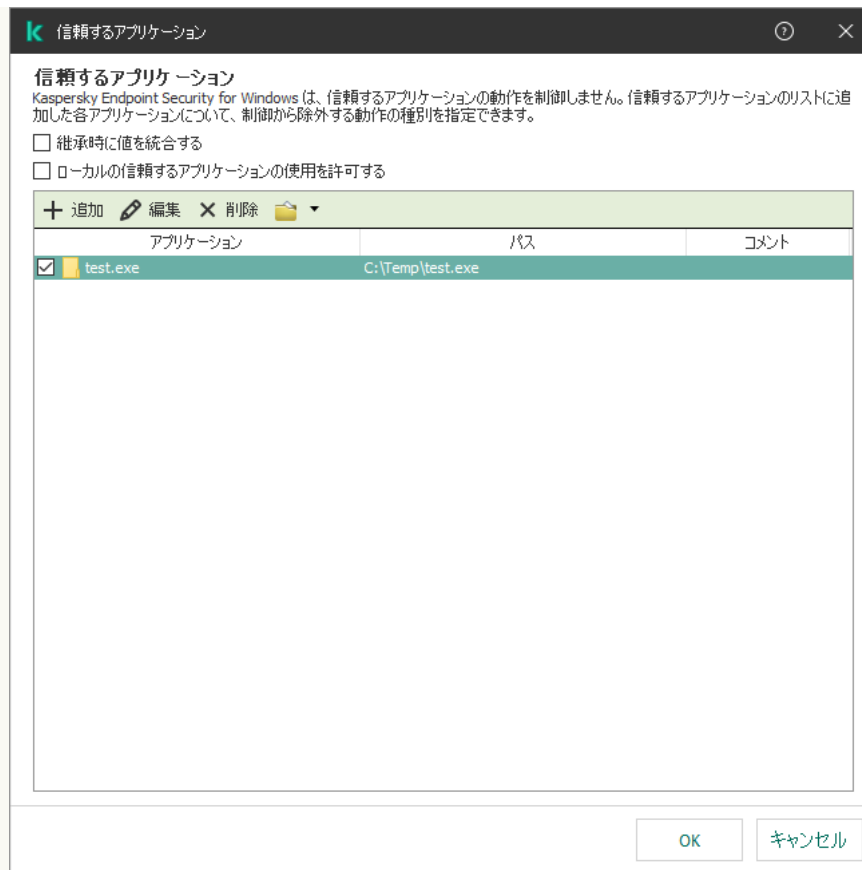 信頼するアプリケーション
信頼するアプリケーション
Kaspersky Endpoint Security for Windows は、信頼するアプリケーションの動作を制御しません。信頼するアプリケーションのリストに追
加した各アプリケーションについて、制御から除外する動作の種別を指定できます。
継承時に値を統合する
ローカルの信頼するアプリケーションの使用を許可する
追加 編集 削除
アプリケーション パス コメント
test.exe C:\Temp\test.exe
OK キャンセル